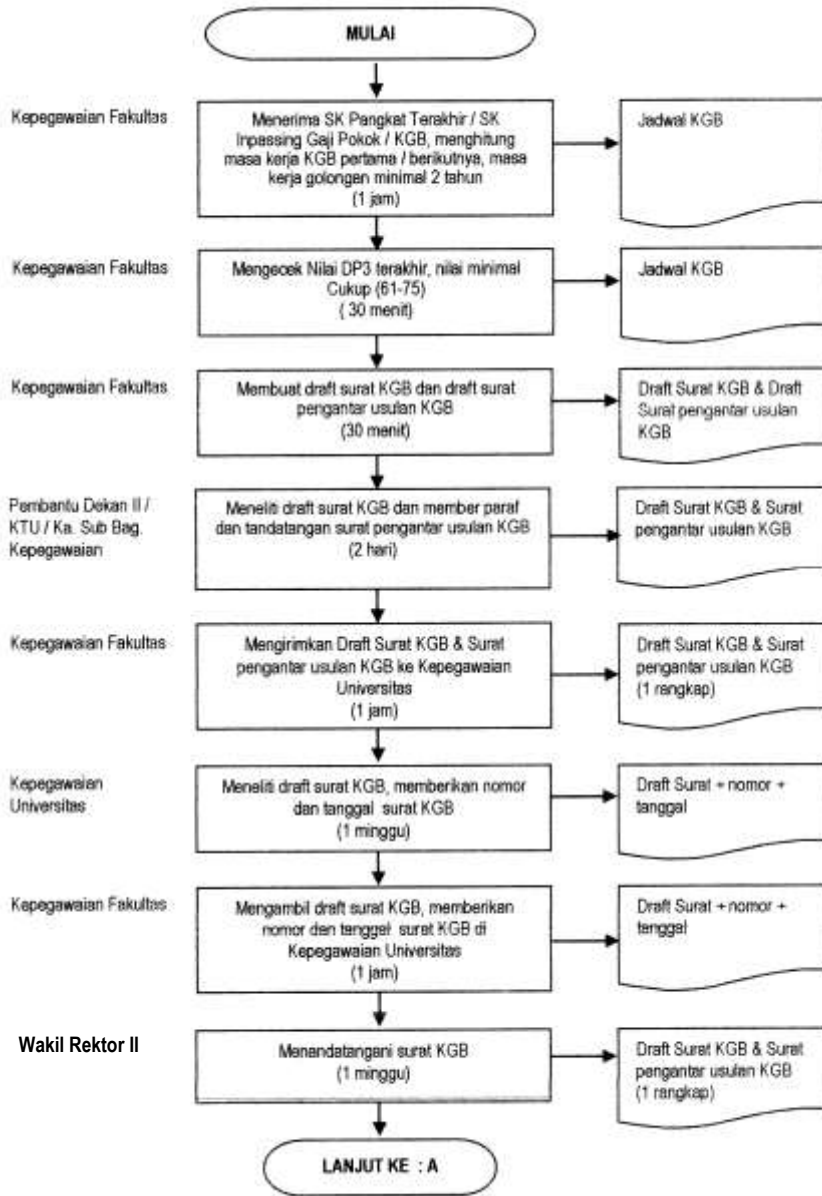 MULAI
Kepegawaian Fakultas
Menerima SK Pangkat Terakhir / SK
Inpassing Gaji Pokok / KGB, menghitung
masa kerja KGB pertama / berikutnya, masa
kerja golongan minimal 2 tahun
(1 jam)
Jadwal KGB
Kepegawaian Fakultas
Mengecek Nilai DP3 terakhir, nilai minimal
Cukup (61-75)
( 30 menit)
Jadwal KGB
Kepegawaian Fakultas
Membuat draft surat KGB dan draft surat
pengantar usulan KGB
(30 menit)
Draft Surat KGB & Draft
Surat pengantar usulan
KGB
Pembantu Dekan II /
KTU / Ka. Sub Bag.
Kepegawaian
Meneliti draft surat KGB dan member paraf
dan tandatangan surat pengantar usulan KGB
(2 hari)
Draft Surat KGB & Surat
pengantar usulan KGB
Kepegawaian Fakultas
Mengirimkan Draft Surat KGB & Surat
pengantar usulan KGB ke Kepegawaian
Universitas
(1 jam)
Draft Surat KGB & Surat
pengantar usulan KGB
(1 rangkap)
Kepegawaian
Universitas
Meneliti draft surat KGB, memberikan nomor
dan tanggal surat KGB
(1 minggu)
Draft Surat + nomor +
tanggal
Kepegawaian Fakultas
Mengambil draft surat KGB, memberikan
nomor dan tanggal surat KGB di
Kepegawaian Universitas
(1 jam)
Draft Surat + nomor +
tanggal
Wakil Rektor II
Menandatangani surat KGB
(1 minggu)
Draft Surat KGB & Surat
pengantar usulan KGB
(1 rangkap)
LANJUT KE : A